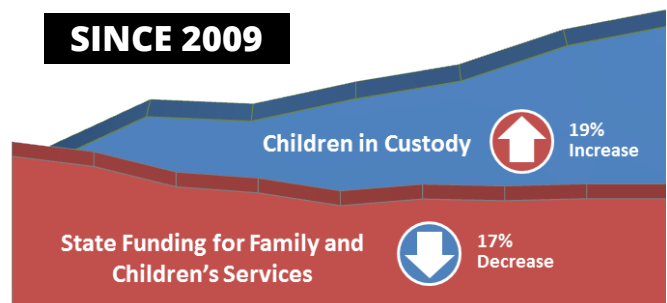 SINCE 2009
Children in Custody
19%
Increase
State Funding for Family and
Children's Services
17%
Decrease